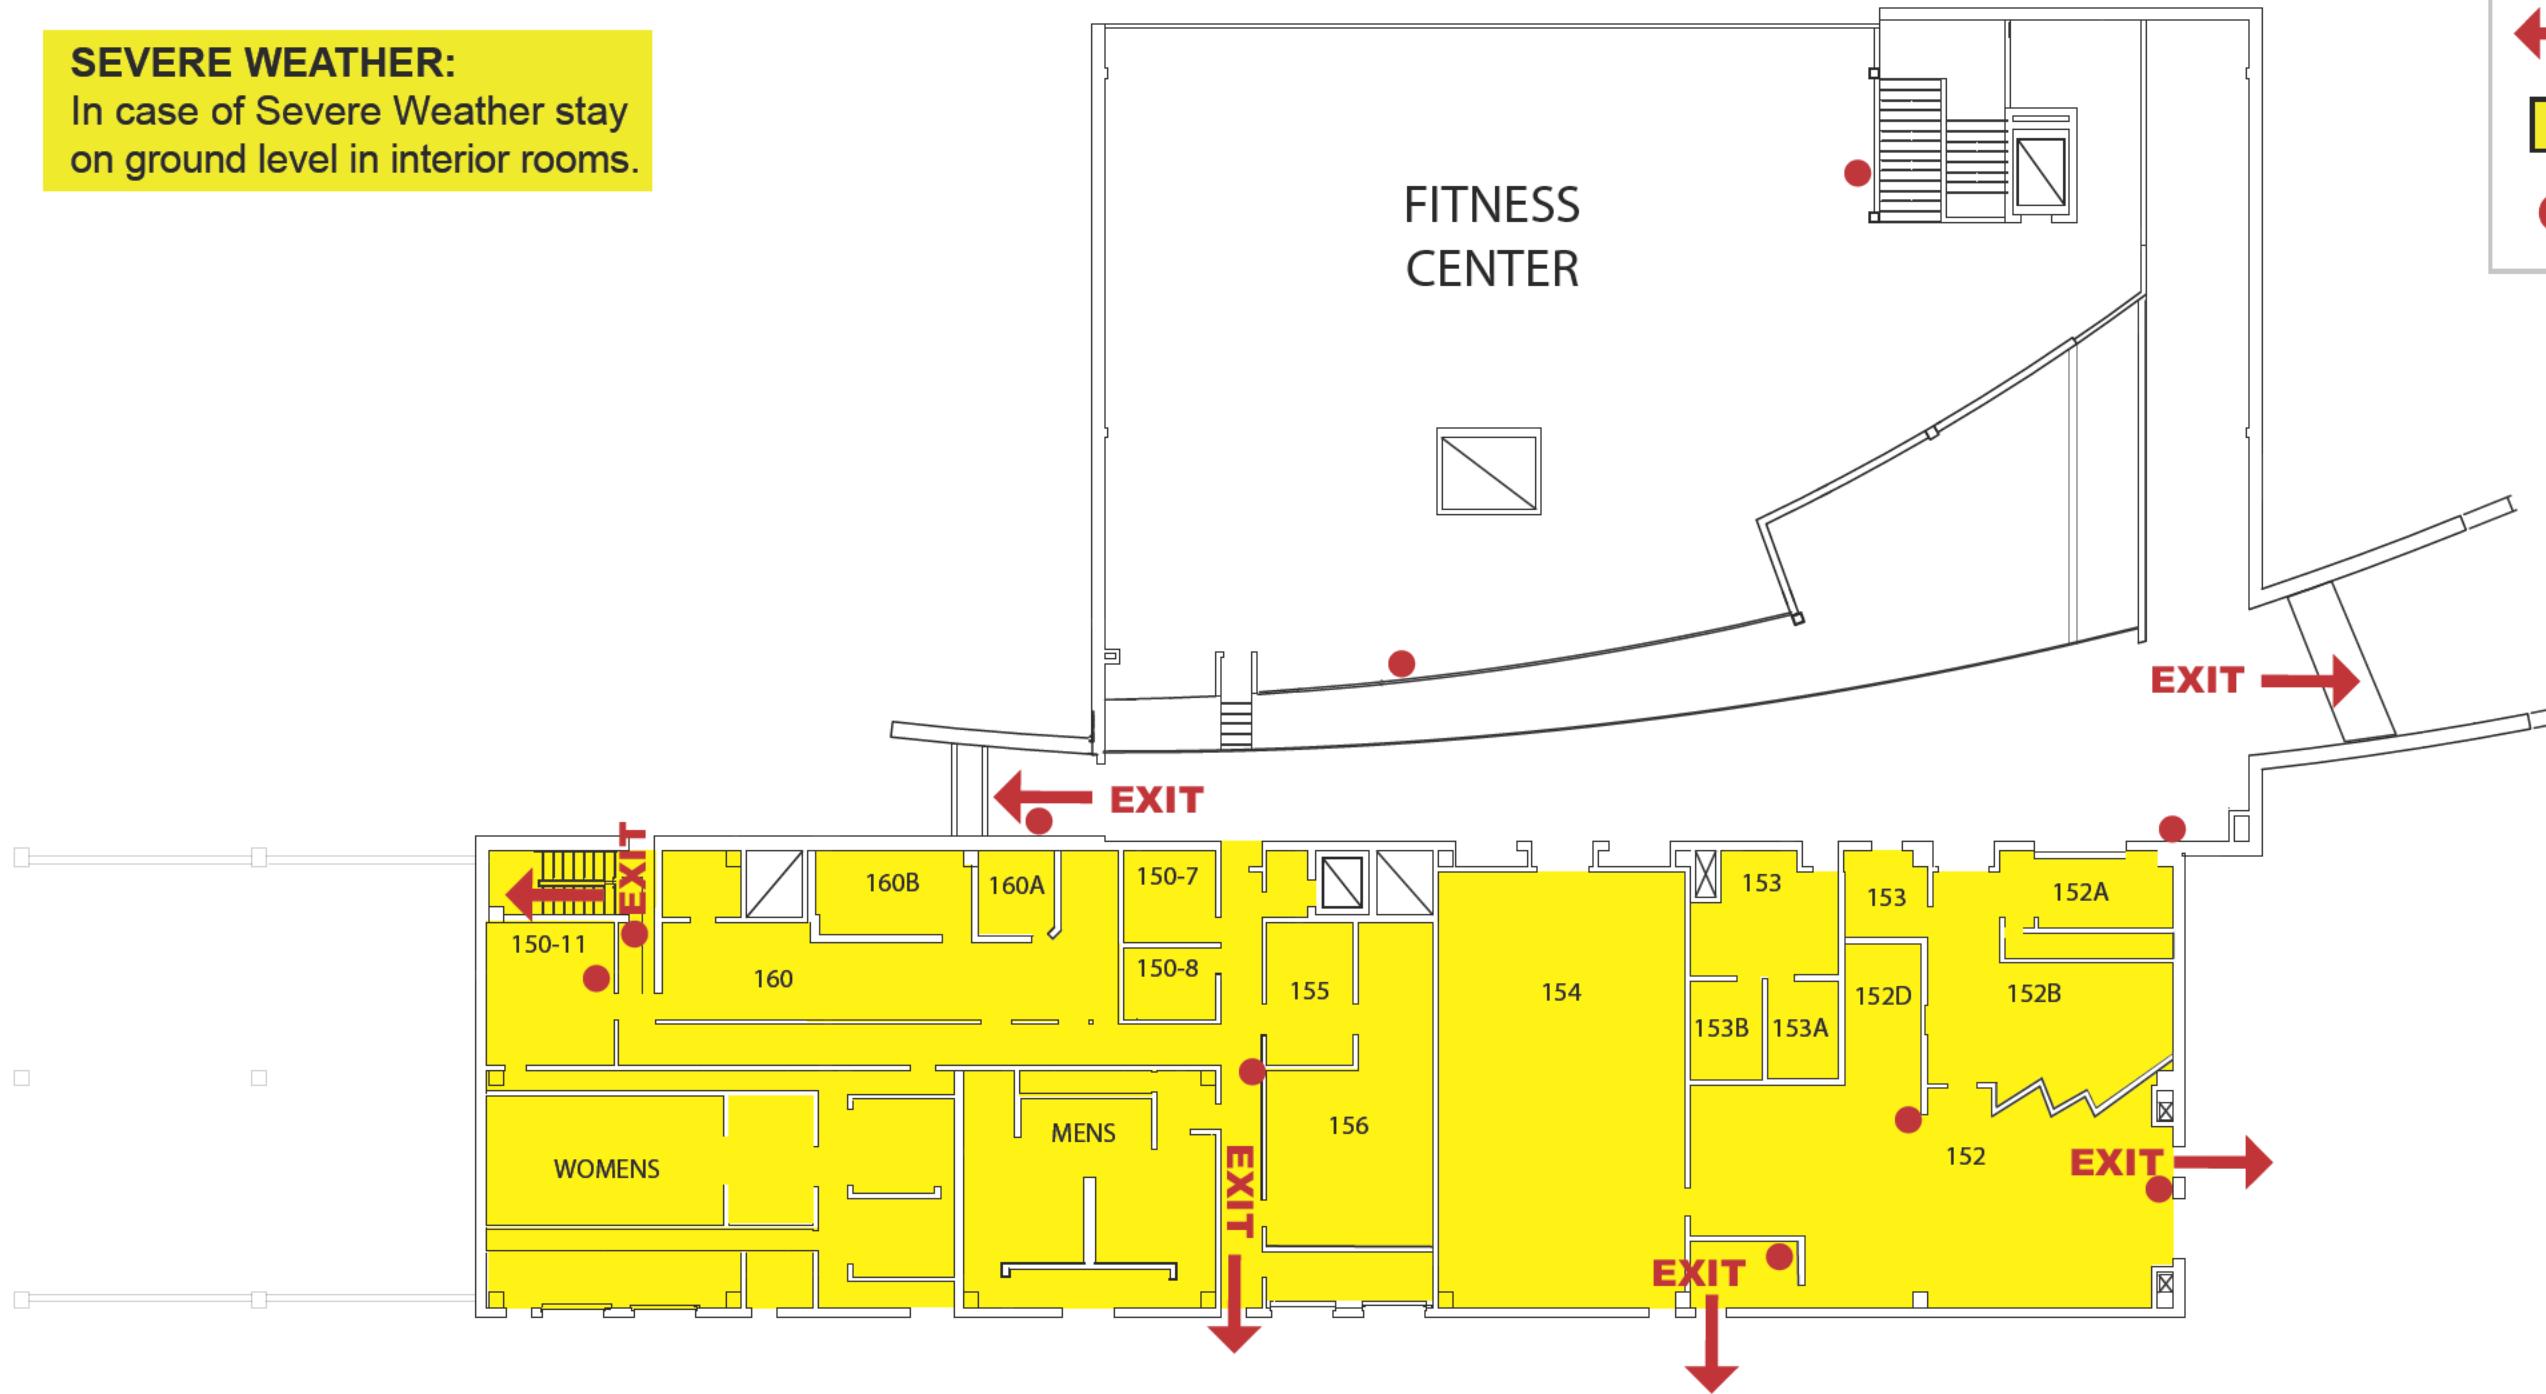 SEVERE WEATHER:
In case of Severe Weather stay
on ground level in interior rooms.
FITNESS
CENTER
EXIT
EXIT
EXIT
160B
160A
150-7
153
153
152A
150-11
160
150-8
155
154
152D
152B
153B
153A
WOMENS
MENS
156
152
EXIT
EXIT
EXIT